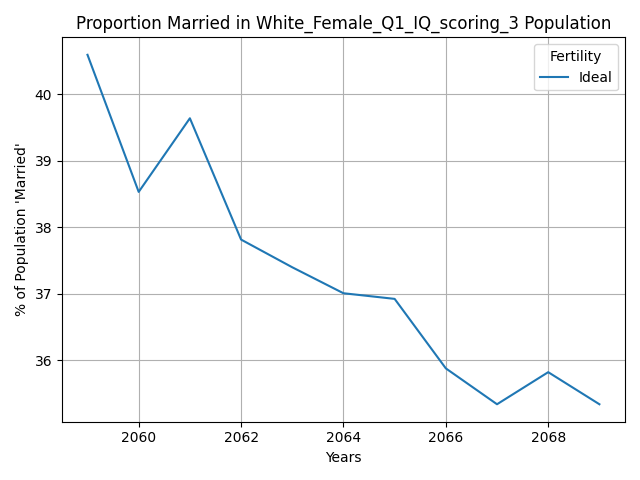 Proportion Married in White_Female_Q1_IQ_scoring_3 Population
Fertility
Ideal
% of Population 'Married'
40
39
38
37
36
2060
2062
2064
2066
2068
Years